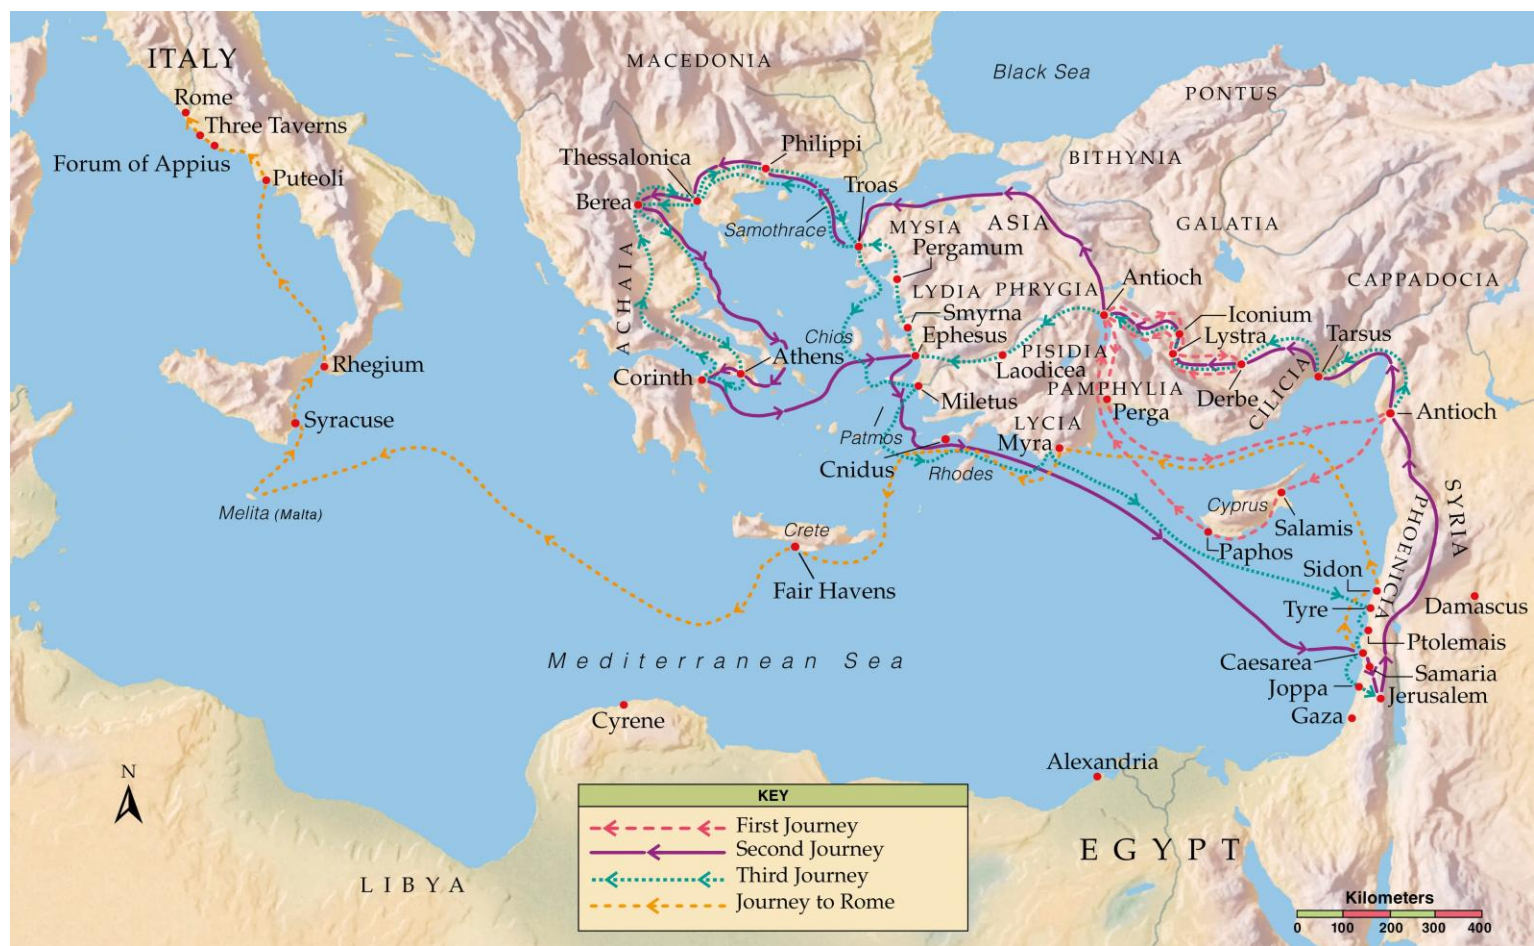 ITALY
MACEDONIA
Black Sea
PONTUS
Rome
Three Taverns
Forum of Appius
Puteoli
Philippi
Thessalonica
BITHYNIA
Troas
Berea
Samothrace
MYSIA
ASIA
GALATIA
Pergamum
CAPPADOCIA
Antioch
ACHAIA
LYDIA
PHRYGIA
Smyrna
Iconium
Ephesus
Lystra
Tarsus
Chios
Athens
PISIDIA
Laodicea
Rhegium
Corinth
PAMPHYLIA
Derbe
CILICIA
Miletus
Perga
Antioch
Syracuse
LYCIA
Patmos
Myra
Cnidus
Rhodes
SYRIA
Melita (Malta)
Cyprus
Salamis
PHOENICIA
Crete
Paphos
Sidon
Fair Havens
Tyre
Damascus
Ptolemais
Mediterranean Sea
Caesarea
Samaria
Joppa
Jerusalem
Cyrene
Gaza
Alexandria
N
KEY
First Journey
Second Journey
Third Journey
Journey to Rome
EGYPT
LIBYA
Kilometers
0 100 200 300 400